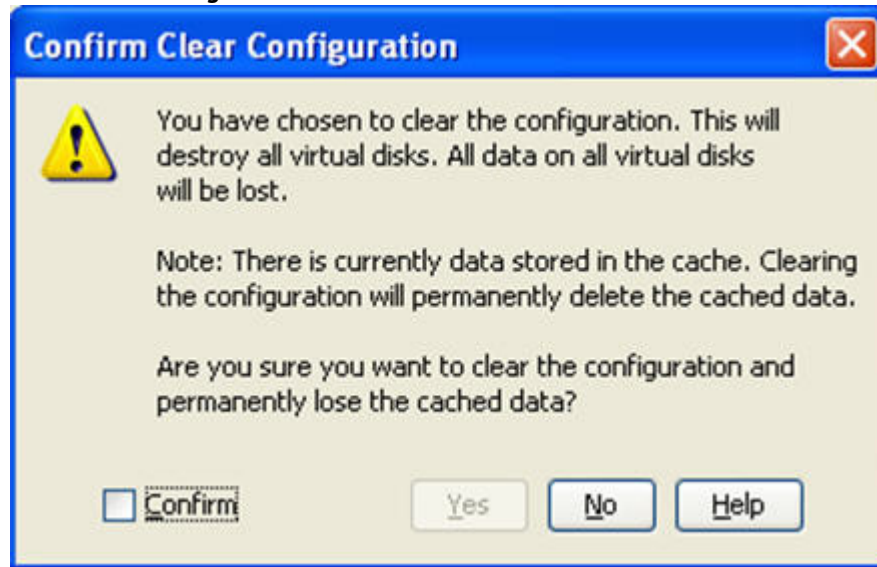 Confirm Clear Configuration
You have chosen to clear the configuration. This will
destroy all virtual disks. All data on all virtual disks
will be lost.
Note: There is currently data stored in the cache. Clearing
the configuration will permanently delete the cached data.
Are you sure you want to clear the configuration and
permanently lose the cached data?
Confirm Yes No Help